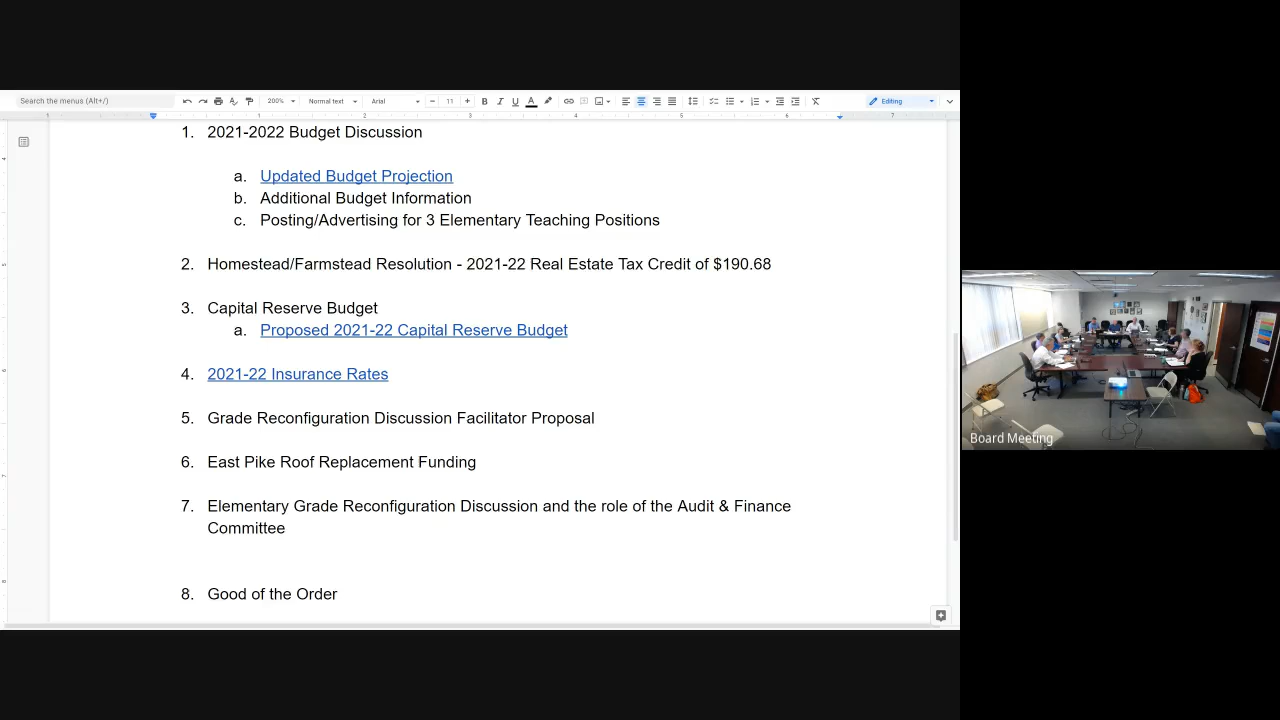 Search the menus (Alt+/)
200%
Normal text
Arial
11
Editing
1. 2021-2022 Budget Discussion
a. Updated Budget Projection
b. Additional Budget Information
c. Posting/Advertising for 3 Elementary Teaching Positions
2. Homestead/Farmstead Resolution - 2021-22 Real Estate Tax Credit of $190.68
3. Capital Reserve Budget
a. Proposed 2021-22 Capital Reserve Budget
4. 2021-22 Insurance Rates
5. Grade Reconfiguration Discussion Facilitator Proposal
6. East Pike Roof Replacement Funding
7. Elementary Grade Reconfiguration Discussion and the role of the Audit & Finance
Committee
8. Good of the Order
Board Meeting